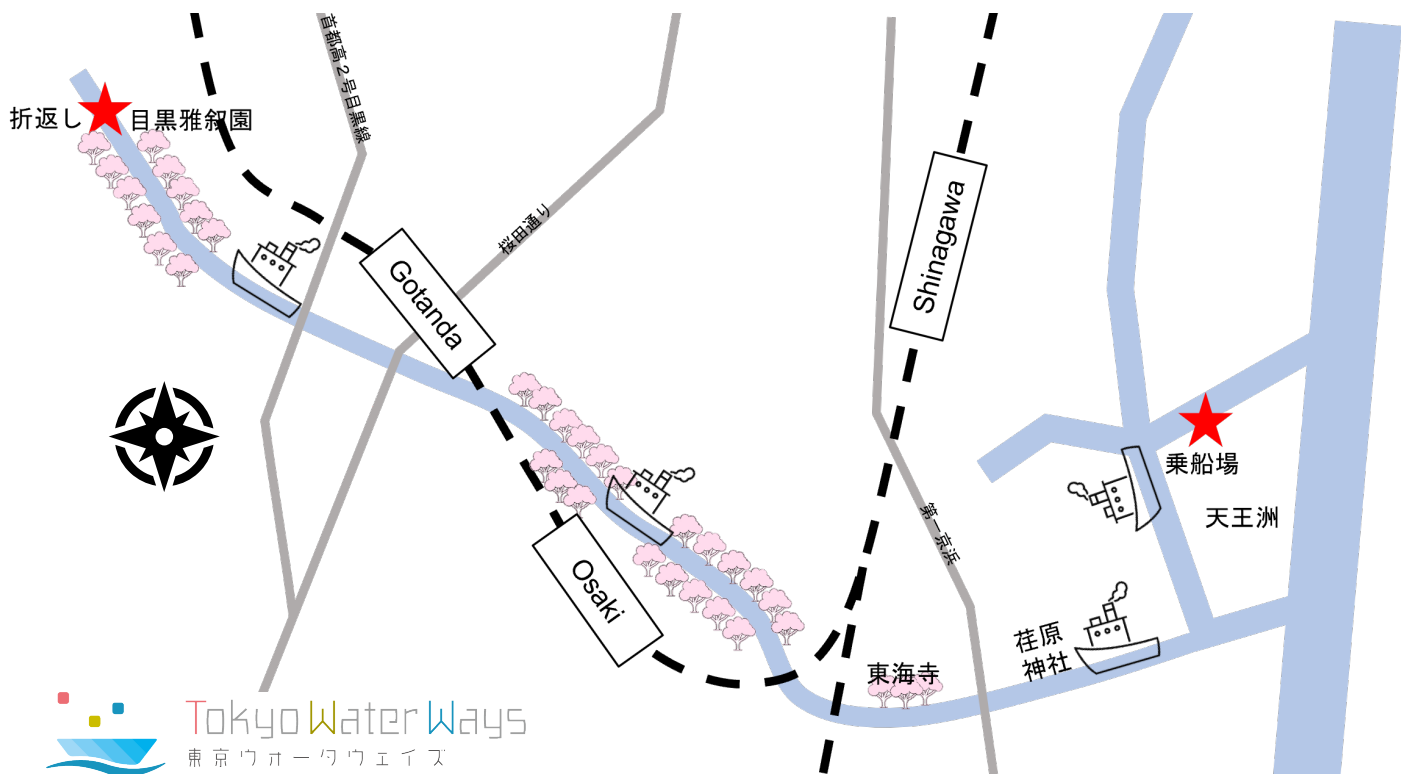 首都高2号目黒線
折返し
目黒雅叙園
桜田通り
Gotanda
Shinagawa
乗船場
天王洲
Osaki
第一京浜
荏原
神社
東海寺
Tokyo Water Ways
東京ウォータウェイズ